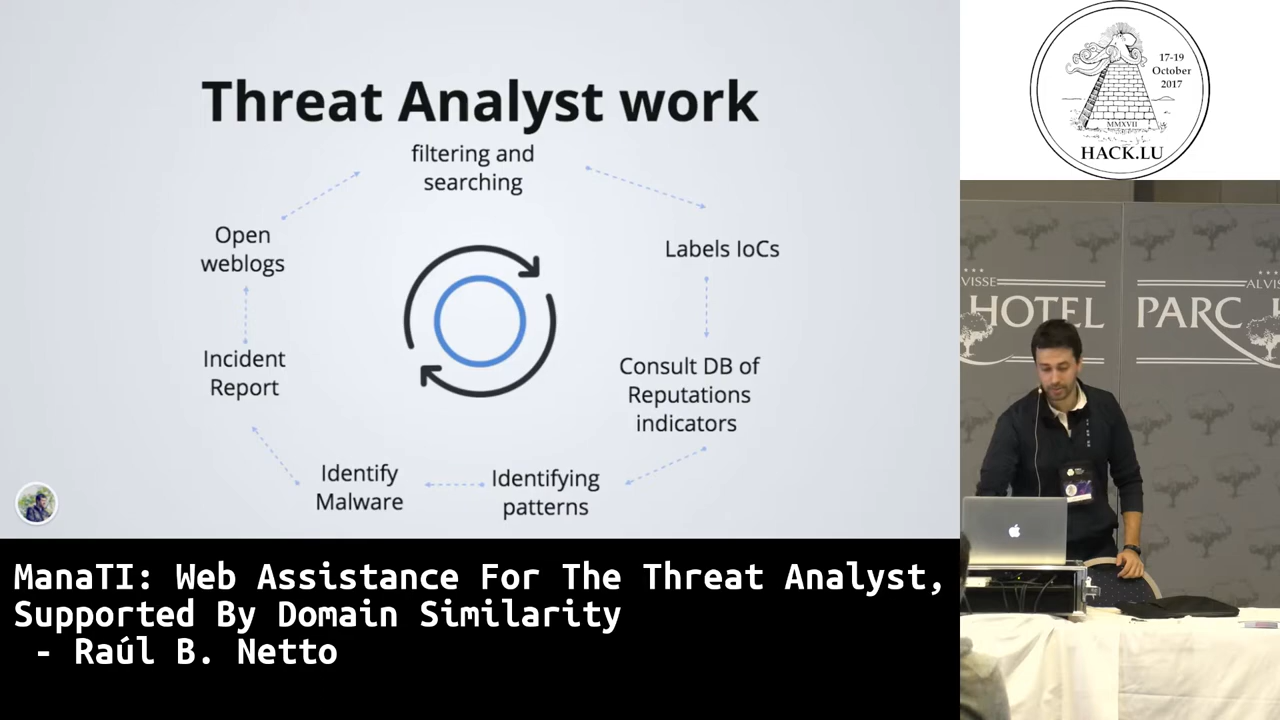 Threat Analyst work
filtering and
searching
Open
weblogs
Labels IoCs
Incident
Report
Consult DB of
Reputations
indicators
Identify
Malware
Identifying
patterns
17-19
October
2017
MMXVII
HACK.LU
ALVISSE
HOTEL
PARC
ManaTI: Web Assistance For The Threat Analyst,
Supported By Domain Similarity
- Raúl B. Netto